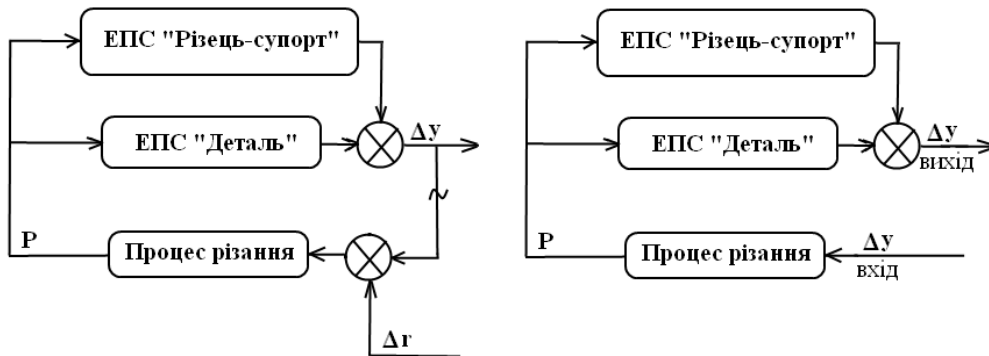 ЕПС "Різець-супорт"
ЕПС "Деталь"
Δy
P
Процес різання
Δr
ЕПС "Різець-супорт"
ЕПС "Деталь"
Δy
вихід
P
Процес різання
Δy
вхід